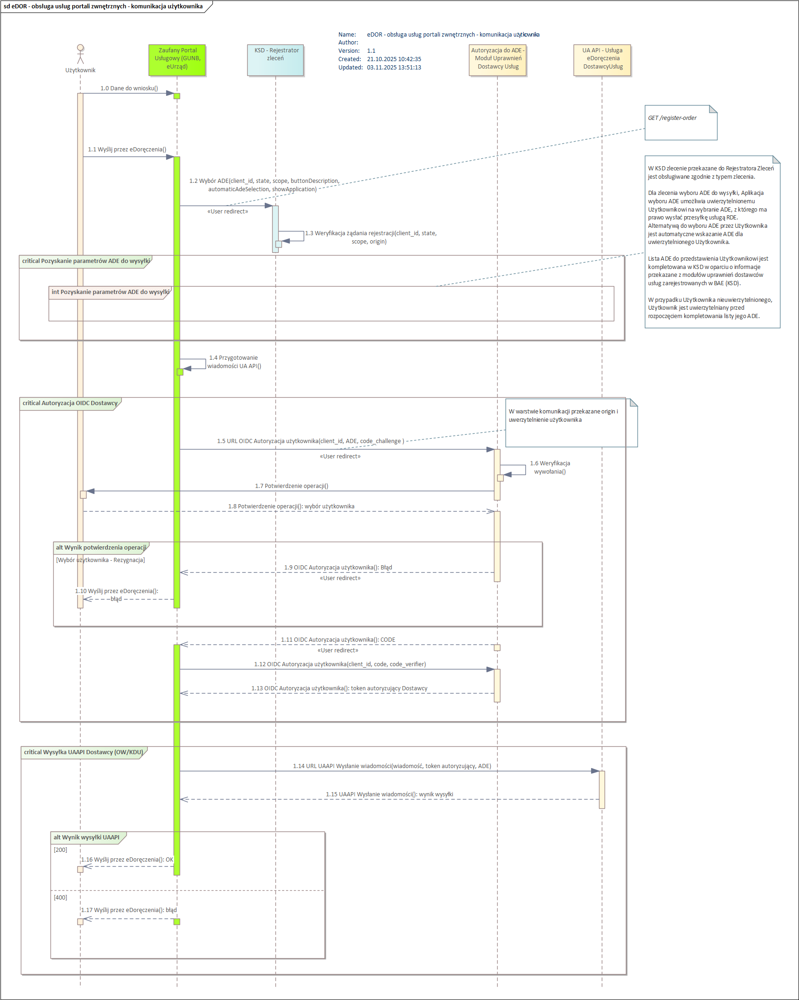 sd eDOR - obsługa usług portali zwnętrznych - komunikacja użytkownika
Name: eDOR - obsługa usług portali zwnętrznych - komunikacja użytkownika
Author:
Version: 1.1
Created: 21.10.2025 10:42:35
Updated: 03.11.2025 13:51:13
Użytkownik
Zaufany Portal
Usługowy (GUNB,
eUrząd)
KSD - Rejestrator
zleceń
Autoryzacja do ADE -
Moduł Uprawnień
Dostawcy Usług
UA API - Usługa
eDoręczenia
DostawcyUsług
1.0 Dane do wniosku()
GET /register-order
1.1 Wyślij przez eDoręczenia()
W KSD zlecenie przekazane do Rejestratora Zleceń
jest obsługiwane zgodnie z typem zlecenia.
Dla zlecenia wyboru ADE do wysyłki, Aplikacja
wyboru ADE umożliwia uwierzytelnionemu
Użytkownikowi na wybranie ADE, z którego ma
prawo wysłać przesyłkę usługą RDE.
Alternatywą do wyboru ADE przez Użytkownika
jest automatyczne wskazanie ADE dla
uwierzytelnionego Użytkownika.
Lista ADE do przedstawienia Użytkownikowi jest
kompletowana w KSD w oparciu o informacje
przekazane z modułów uprawnień dostawców
usług zarejestrowanych w BAE (KSD).
W przypadku Użytkownika nieuwierzytelnionego,
Użytkownik jest uwierzytelniany przed
rozpoczęciem kompletowania listy jego ADE.
1.2 Wybór ADE(client_id, state, scope, buttonDescription,
automaticAdeSelection, showApplication)
«User redirect»
1.3 Weryfikacja żądania rejestracji(client_id, state,
scope, origin)
critical Pozyskanie parametrów ADE do wysyłki
int Pozyskanie parametrów ADE do wysyłki
1.4 Przygotowanie
wiadomości UA API()
critical Autoryzacja OIDC Dostawcy
W warstwie komunikacji przekazane origin i
uwerzytelnienie użytkownika
1.5 URL OIDC Autoryzacja użytkownika(client_id, ADE, code_challenge )
«User redirect»
1.6 Weryfikacja
wywołania()
1.7 Potwierdzenie operacji()
1.8 Potwierdzenie operacji(): wybór użytkownika
alt Wynik potwierdzenia operacji
[Wybór użytkownika - Rezygnacja]
1.9 OIDC Autoryzacja użytkownika(): Błąd
«User redirect»
1.10 Wyślij przez eDoręczenia():
błąd
1.11 OIDC Autoryzacja użytkownika(): CODE
«User redirect»
1.12 OIDC Autoryzacja użytkownika(client_id, code, code_verifier)
1.13 OIDC Autoryzacja użytkownika(): token autoryzujący Dostawcy
critical Wysyłka UAAPI Dostawcy (OW/KDU)
1.14 URL UAAPI Wysłanie wiadomości(wiadomość, token autoryzujący, ADE)
1.15 UAAPI Wysłanie wiadomości(): wynik wysyłki
alt Wynik wysyłki UAAPI
[200]
1.16 Wyślij przez eDoręczenia(): OK
[400]
1.17 Wyślij przez eDoręczenia(): błąd